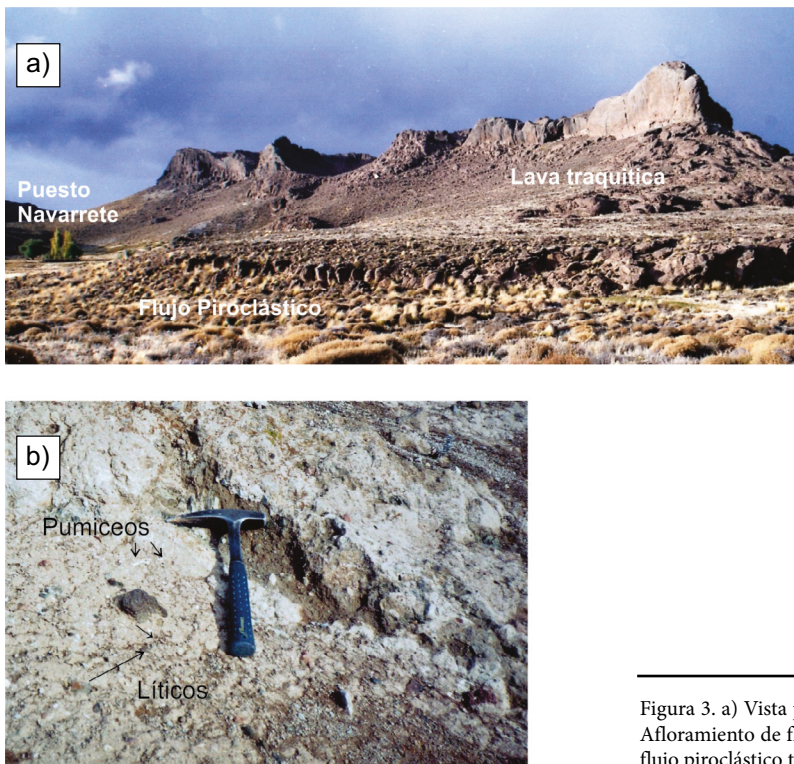 a)
Puesto
Navarrete
Lava traquítica
Flujo Piroclástico
b)
Pumiceos
Líticos
Figura 3. a) Vista
Afloramiento de
flujo piroclástico